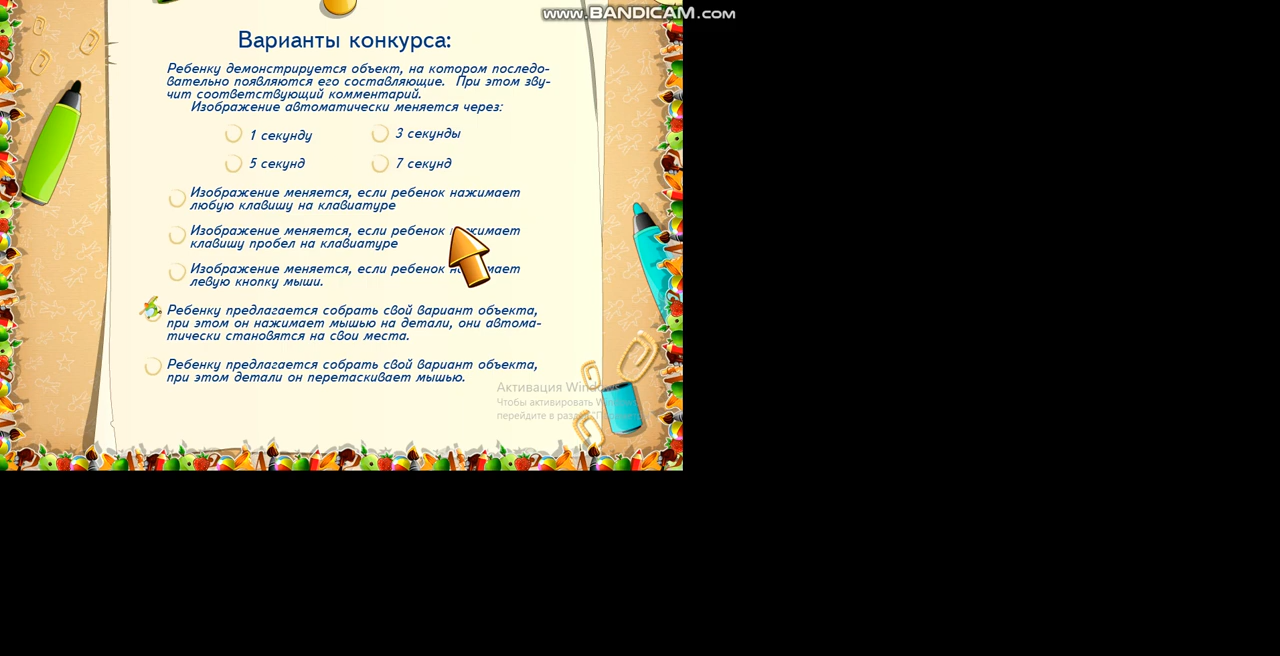 www.BANDICAM.com
Варианты конкурса:
Ребенку демонстрируется объект, на котором последо-
вательно появляются его составляющие. При этом зву-
чит соответствующий комментарий.
Изображение автоматически меняется через:
1 секунду
3 секунды
5 секунд
7 секунд
Изображение меняется, если ребенок нажимает
любую клавишу на клавиатуре
Изображение меняется, если ребенок нажимает
клавишу пробел на клавиатуре
Изображение меняется, если ребенок нажимает
левую кнопку мыши.
Ребенку предлагается собрать свой вариант объекта,
при этом он нажимает мышью на детали, они автома-
тически становятся на свои места.
Ребенку предлагается собрать свой вариант объекта,
при этом детали он перетаскивает мышью.
Активация Windows
Чтобы активировать Windows,
перейдите в раздел